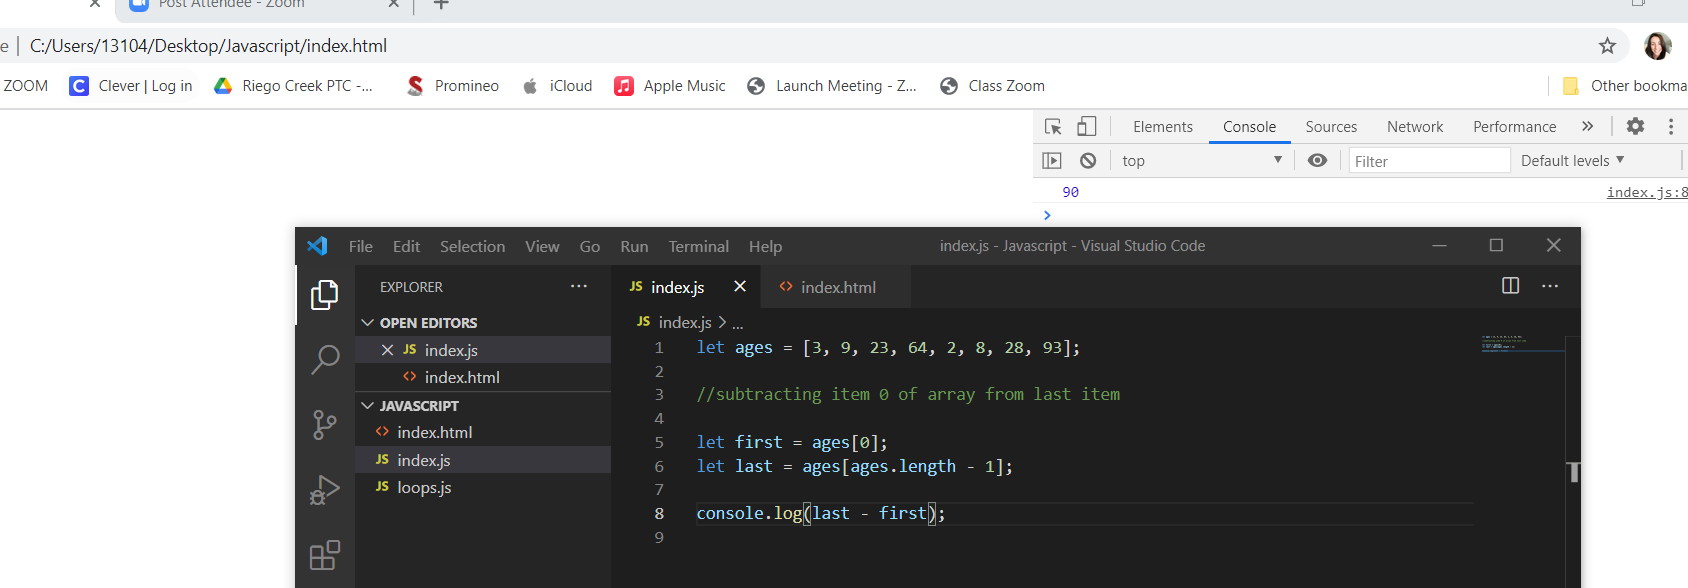 Post Attendee - Zoom
e | C:/Users/13104/Desktop/Javascript/index.html
ZOOM Clever | Log in Riego Creek PTC -... Promineo iCloud Apple Music Launch Meeting - Z... Class Zoom Other bookma
Elements Console Sources Network Performance
top Filter Default levels
90 index.js:8
File Edit Selection View Go Run Terminal Help index.js - Javascript - Visual Studio Code
EXPLORER
OPEN EDITORS
JS index.js
<> index.html
JAVASCRIPT
<> index.html
JS index.js
JS loops.js
JS index.js <> index.html
JS index.js > ...
1 let ages = [3, 9, 23, 64, 2, 8, 28, 93];
2
3 //subtracting item 0 of array from last item
4
5 let first = ages[0];
6 let last = ages[ages.length - 1];
7
8 console.log(last - first);
9